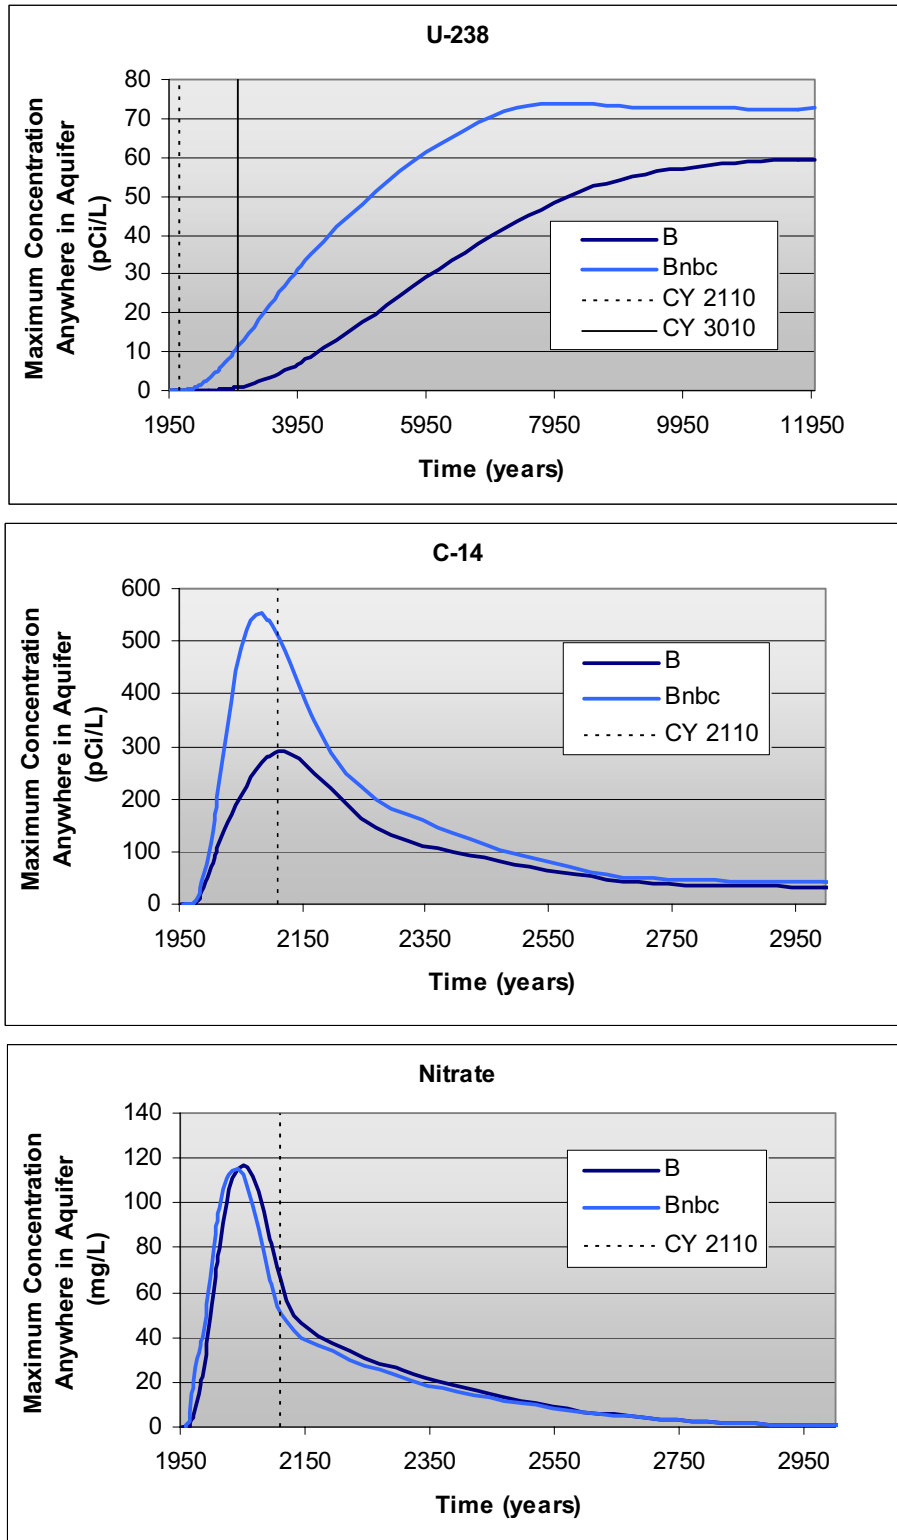 U-238
Maximum Concentration
Anywhere in Aquifer
(pCi/L)
80
70
60
50
40
30
20
10
0
B
Bnbc
CY 2110
CY 3010
1950 3950 5950 7950 9950 11950
Time (years)
C-14
Maximum Concentration
Anywhere in Aquifer
(pCi/L)
600
500
400
300
200
100
0
B
Bnbc
CY 2110
1950 2150 2350 2550 2750 2950
Time (years)
Nitrate
Maximum Concentration
Anywhere in Aquifer
(mg/L)
140
120
100
80
60
40
20
0
B
Bnbc
CY 2110
1950 2150 2350 2550 2750 2950
Time (years)